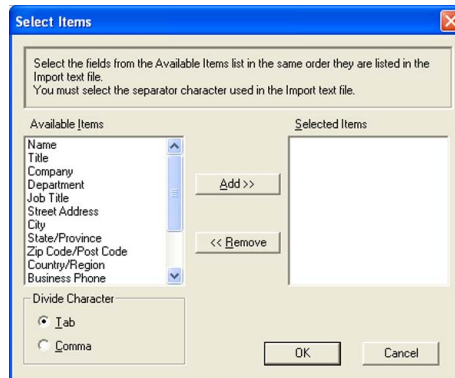 Select Items
Select the fields from the Available Items list in the same order they are listed in the
Import text file.
You must select the separator character used in the Import text file.
Available Items
Selected Items
Name
Title
Company
Department
Job Title
Street Address
City
State/Province
Zip Code/Post Code
Country/Region
Business Phone
Add >>
<< Remove
Divide Character
Tab
Comma
OK
Cancel